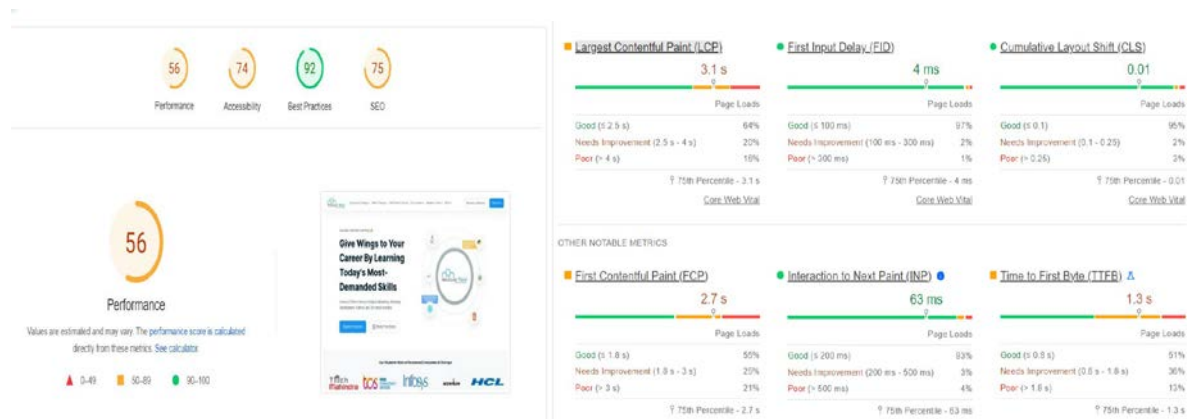 56
74
92
75
Performance
Accessibility
Best Practices
SEO
56
Performance
Values are estimated and may vary. The performance score is calculated
directly from these metrics. See calculator.
0–49
50–89
90–100
Give Wings to Your
Career By Learning
Today's Most-
Demanded Skills
Tech
Mahindra
tcs
Infosys
accenture
HCL
Largest Contentful Paint (LCP)
3.1 s
Page Loads
Good (≤ 2.5 s) 64%
Needs Improvement (2.5 s - 4 s) 20%
Poor (> 4 s) 16%
75th Percentile - 3.1 s
Core Web Vital
First Input Delay (FID)
4 ms
Page Loads
Good (≤ 100 ms) 97%
Needs Improvement (100 ms - 300 ms) 2%
Poor (> 300 ms) 1%
75th Percentile - 4 ms
Core Web Vital
Cumulative Layout Shift (CLS)
0.01
Page Loads
Good (≤ 0.1) 95%
Needs Improvement (0.1 - 0.25) 2%
Poor (> 0.25) 3%
75th Percentile - 0.01
Core Web Vital
OTHER NOTABLE METRICS
First Contentful Paint (FCP)
2.7 s
Page Loads
Good (≤ 1.8 s) 55%
Needs Improvement (1.8 s - 3 s) 25%
Poor (> 3 s) 21%
75th Percentile - 2.7 s
Interaction to Next Paint (INP)
63 ms
Page Loads
Good (≤ 200 ms) 93%
Needs Improvement (200 ms - 500 ms) 3%
Poor (> 500 ms) 4%
75th Percentile - 63 ms
Time to First Byte (TTFB)
1.3 s
Page Loads
Good (≤ 0.8 s) 51%
Needs Improvement (0.8 s - 1.8 s) 36%
Poor (> 1.8 s) 13%
75th Percentile - 1.3 s